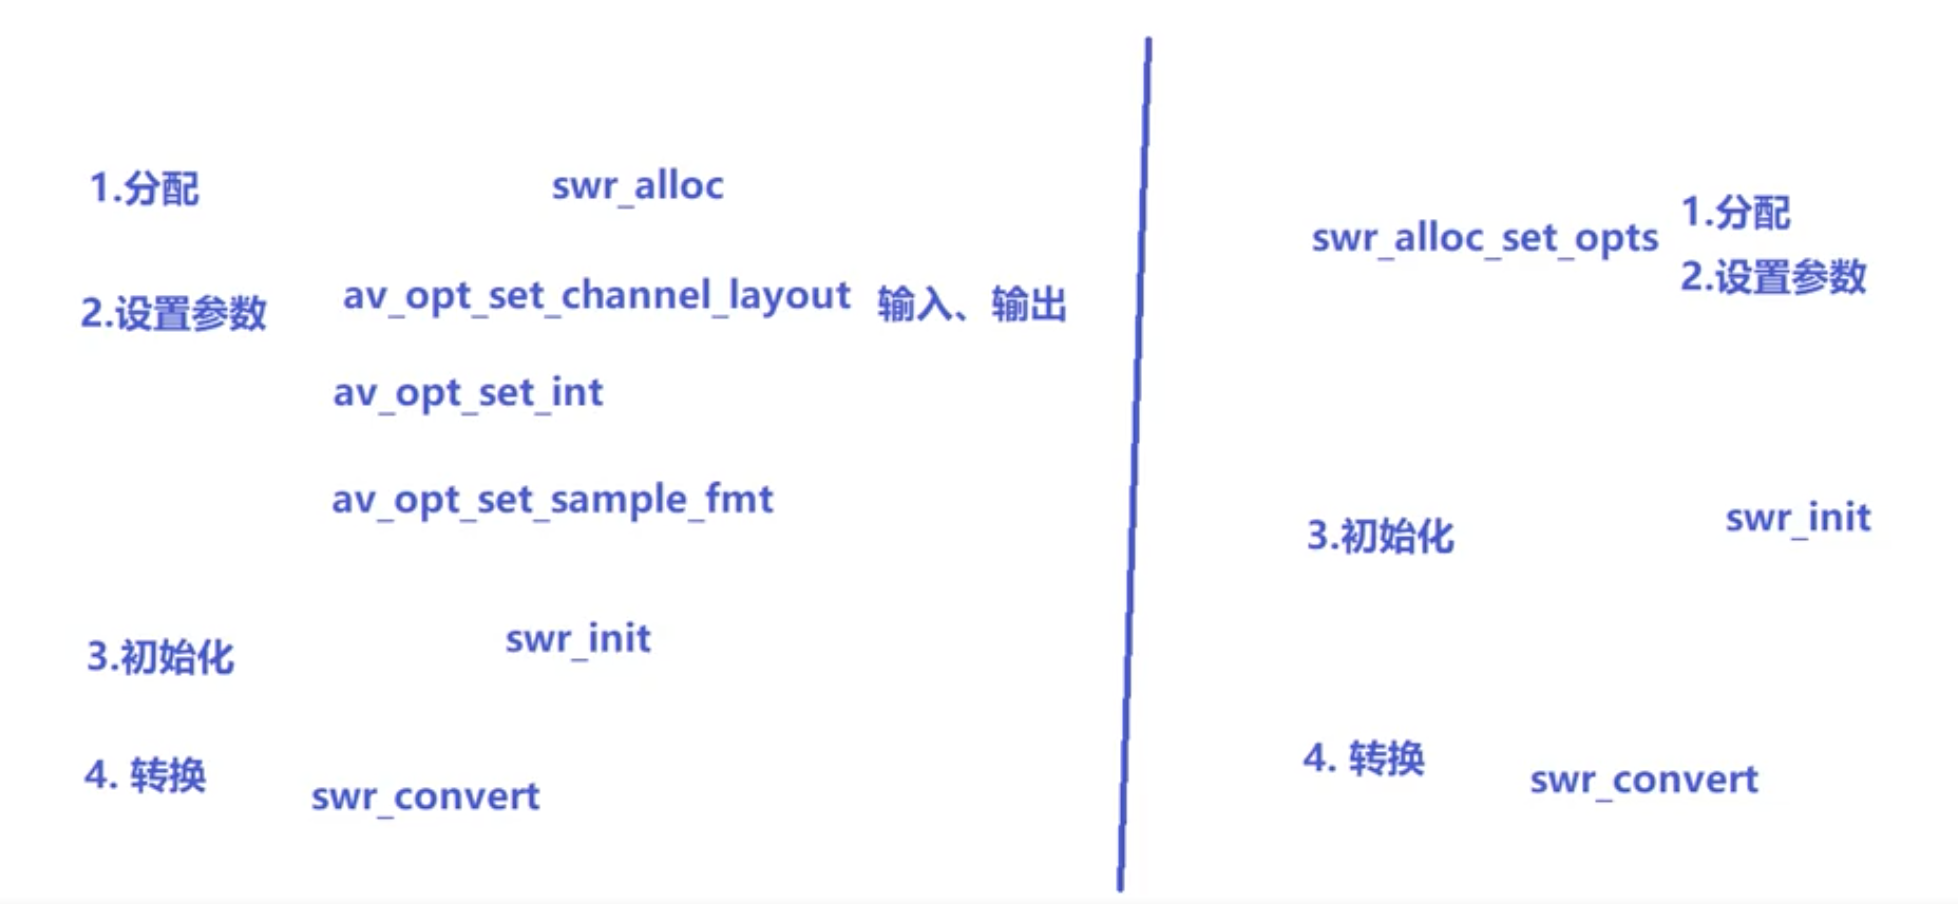 1.分配 swr_alloc
2.设置参数 av_opt_set_channel_layout 输入、输出
av_opt_set_int
av_opt_set_sample_fmt
3.初始化 swr_init
4. 转换 swr_convert
swr_alloc_set_opts 1.分配
2.设置参数
3.初始化 swr_init
4. 转换 swr_convert